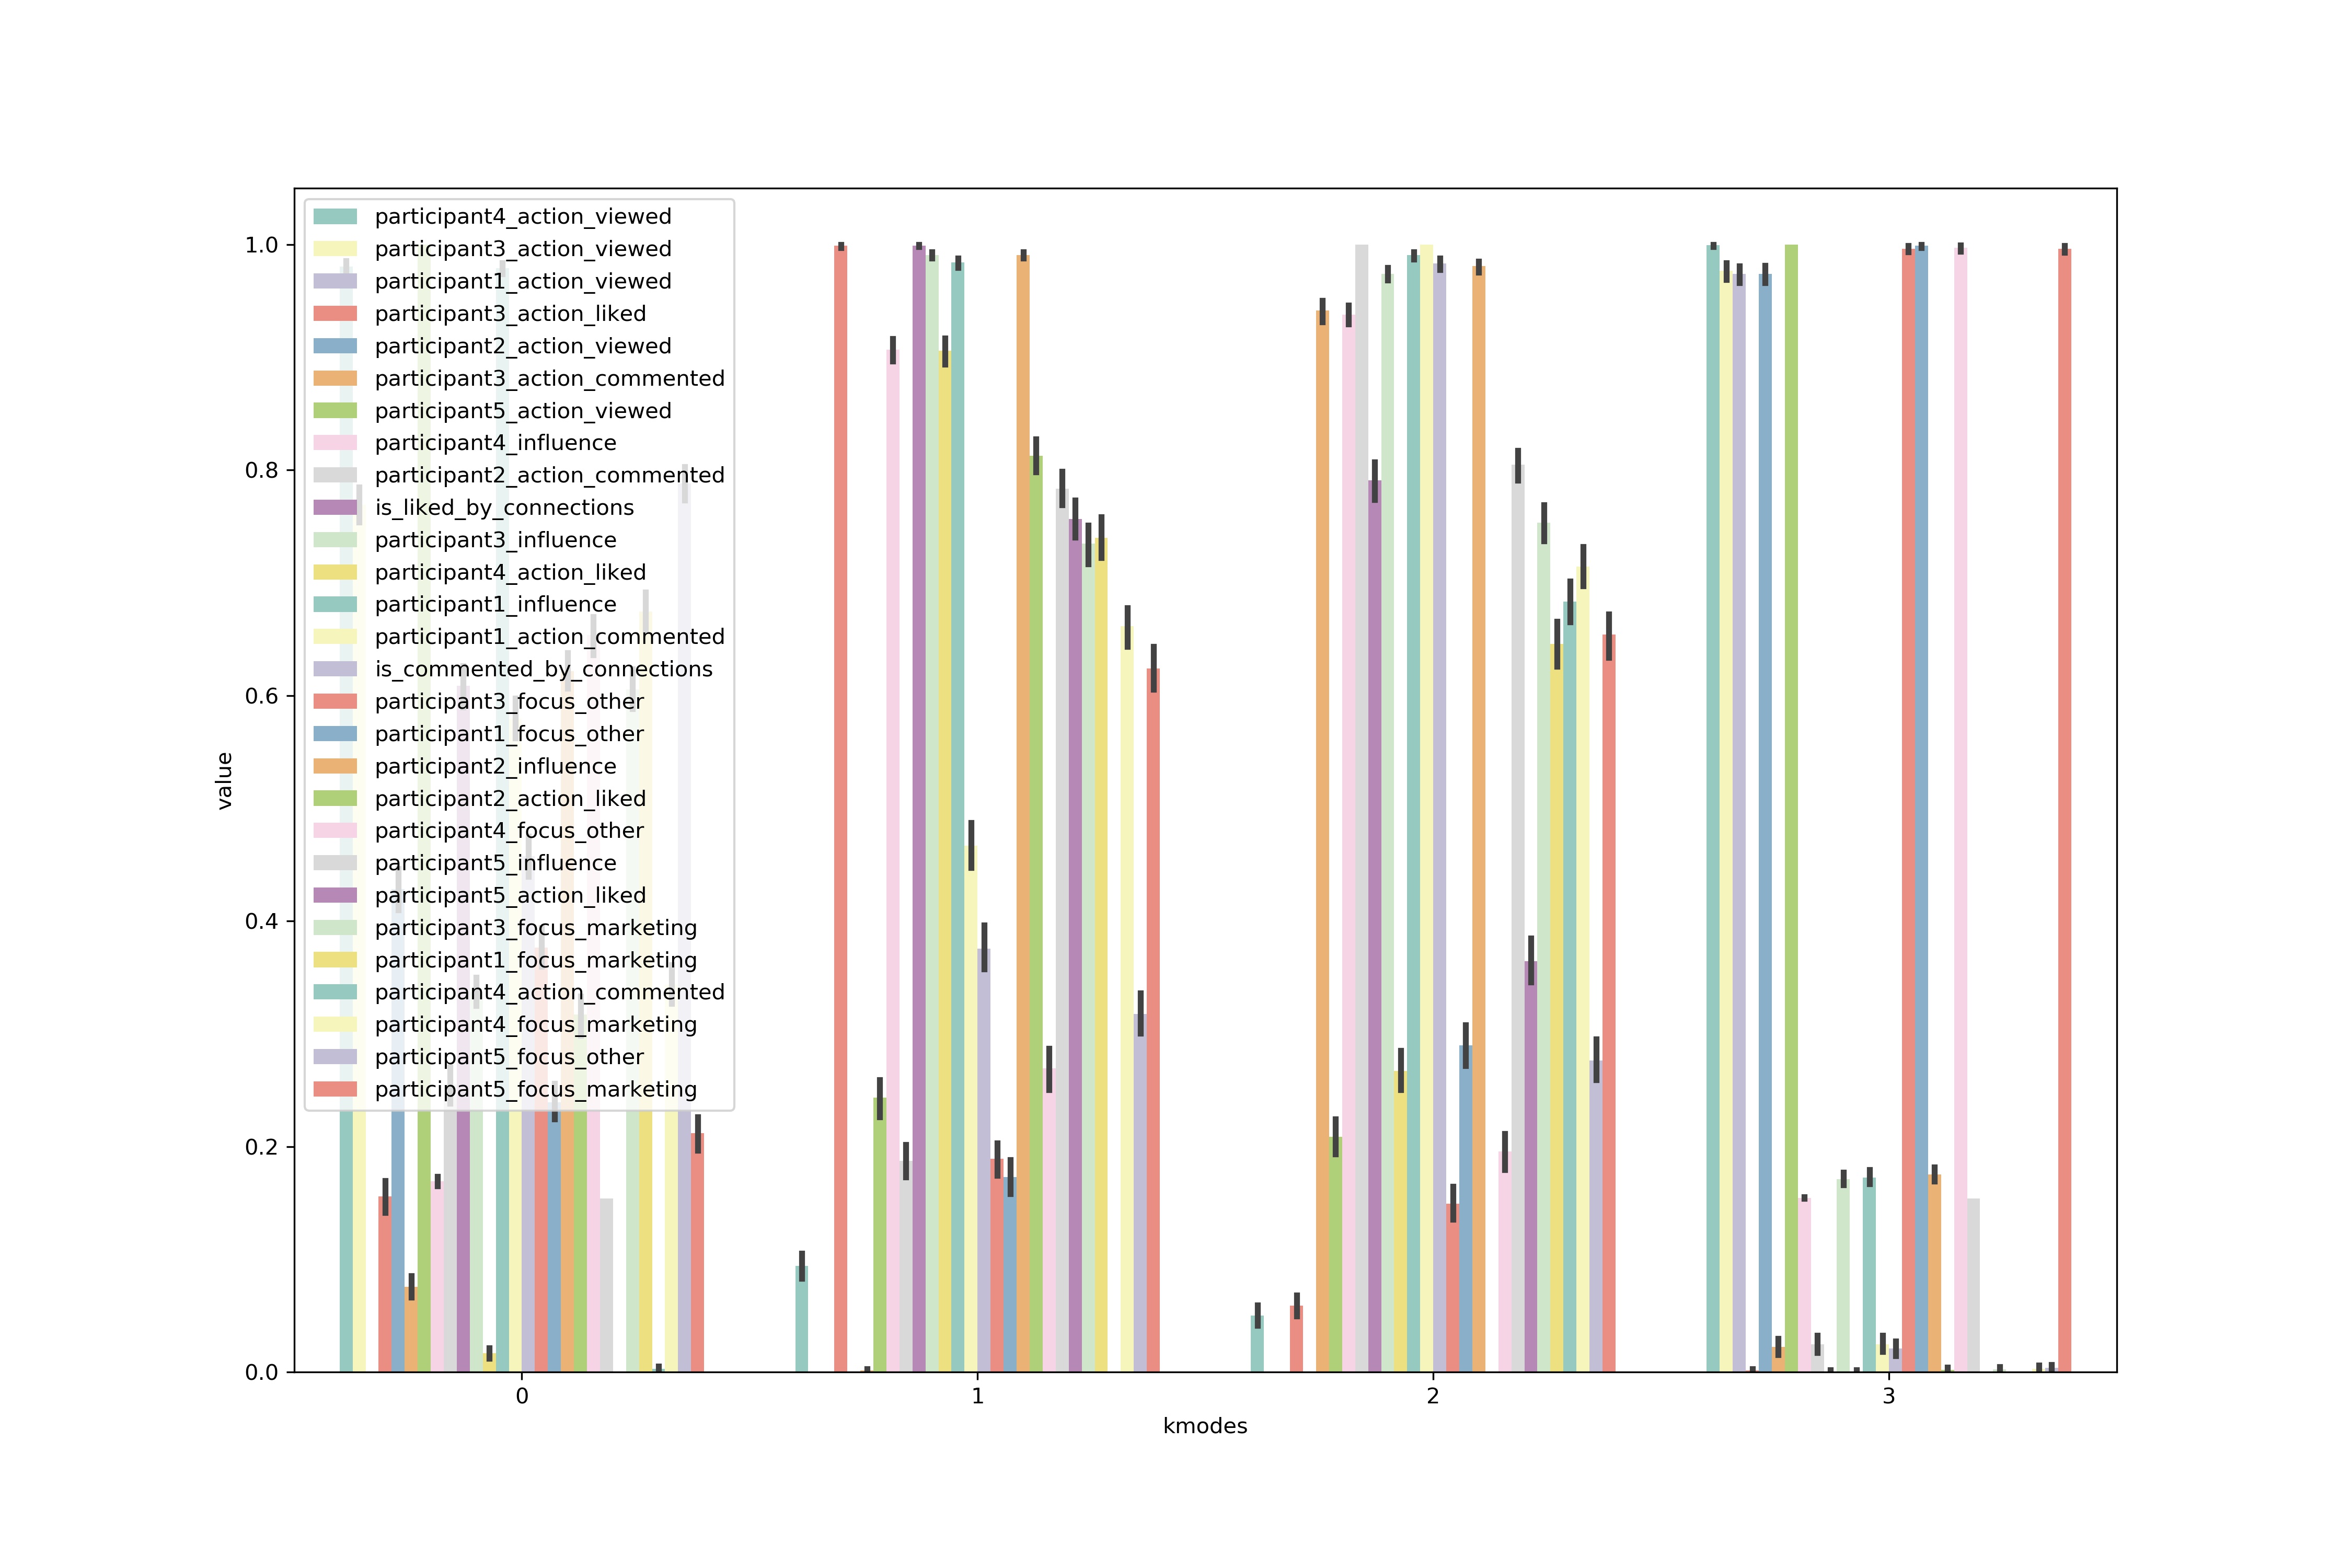 participant4_action_viewed
participant3_action_viewed
participant1_action_viewed
participant3_action_liked
participant2_action_viewed
participant3_action_commented
participant5_action_viewed
participant4_influence
participant2_action_commented
is_liked_by_connections
participant3_influence
participant4_action_liked
participant1_influence
participant1_action_commented
is_commented_by_connections
participant3_focus_other
participant1_focus_other
participant2_influence
participant2_action_liked
participant4_focus_other
participant5_influence
participant5_action_liked
participant3_focus_marketing
participant1_focus_marketing
participant4_action_commented
participant4_focus_marketing
participant5_focus_other
participant5_focus_marketing
1.0
0.8
0.6
0.4
0.2
0.0
value
0 1 2 3
kmodes